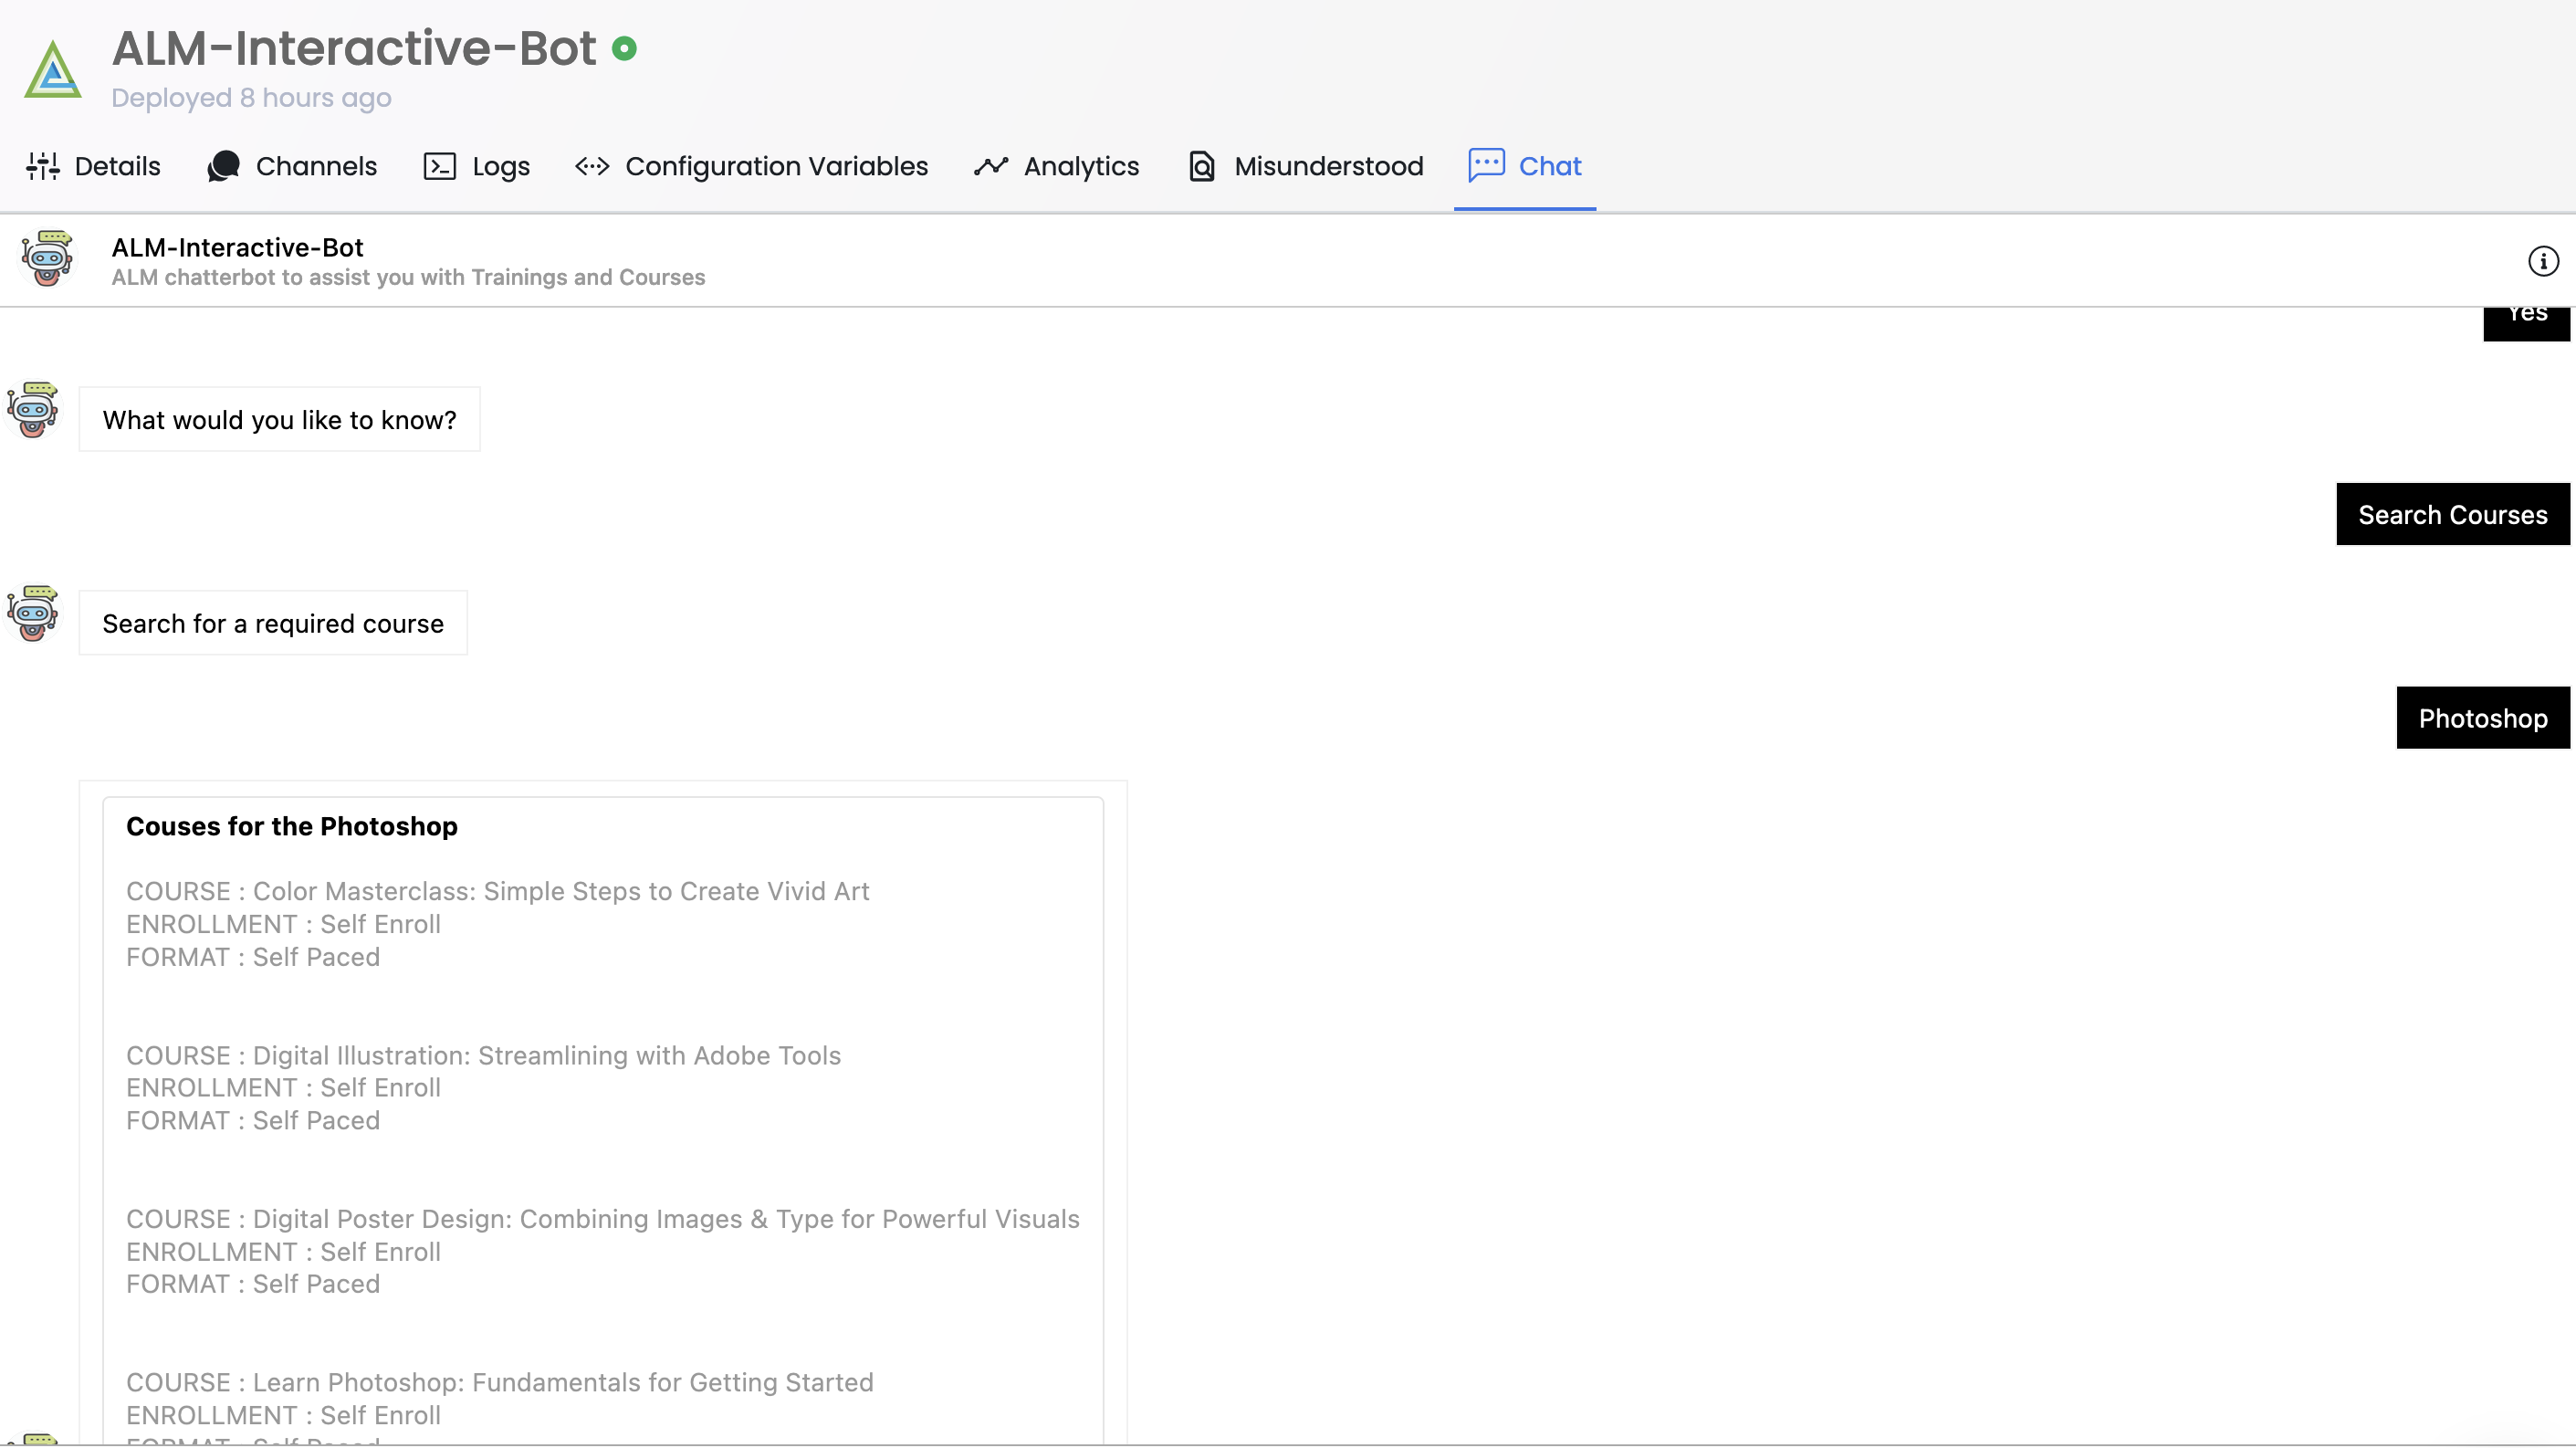 ALM-Interactive-Bot
Deployed 8 hours ago
Details
Channels
Logs
Configuration Variables
Analytics
Misunderstood
Chat
ALM-Interactive-Bot
ALM chatterbot to assist you with Trainings and Courses
Yes
What would you like to know?
Search Courses
Search for a required course
Photoshop
Couses for the Photoshop
COURSE : Color Masterclass: Simple Steps to Create Vivid Art
ENROLLMENT : Self Enroll
FORMAT : Self Paced
COURSE : Digital Illustration: Streamlining with Adobe Tools
ENROLLMENT : Self Enroll
FORMAT : Self Paced
COURSE : Digital Poster Design: Combining Images & Type for Powerful Visuals
ENROLLMENT : Self Enroll
FORMAT : Self Paced
COURSE : Learn Photoshop: Fundamentals for Getting Started
ENROLLMENT : Self Enroll
FORMAT : Self Paced